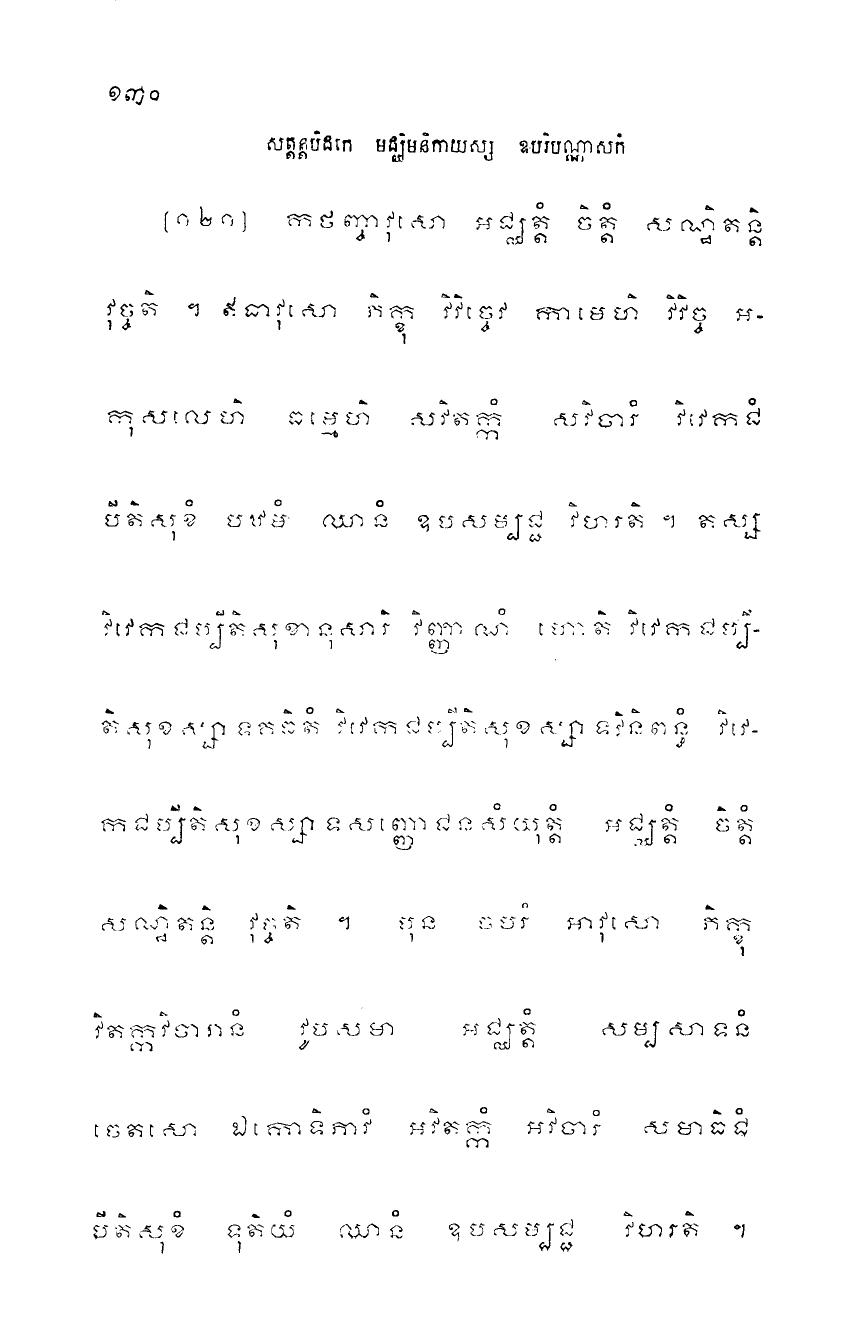 ១៧០
សុត្តន្តបិដកេ មជ្ឈិមនិកាយស្ស ឧបរិបណ្ណាសកំ
[១២១] កថញ្ចាវុសោ អជ្ឈត្តំ ចិត្តំ សណ្ឋិតន្តិ
វុច្ចតិ ។ ឥធាវុសោ ភិក្ខុ វិវិច្ចេវ កាមេហិ វិវិច្ច អ-
កុសលេហិ ធម្មេហិ សវិតក្កំ សវិចារំ វិវេកជំ
បីតិសុខំ បឋមំ ឈានំ ឧបសម្បជ្ជ វិហរតិ ។ តស្ស
វិវេកជប្បីតិសុខានុសារិ វិញ្ញាណំ ហោតិ វិវេកជប្បី-
តិសុខស្សាទគធិតំ វិវេកជប្បីតិសុខស្សាទវិនិពន្ធំ វិវេ-
កជប្បីតិសុខស្សាទសញ្ញោជនសំយុត្តំ អជ្ឈត្តំ ចិត្តំ
សណ្ឋិតន្តិ វុច្ចតិ ។ បុន ចបរំ អាវុសោ ភិក្ខុ
វិតក្កវិចារានំ វូបសមា អជ្ឈត្តំ សម្បសាទនំ
ចេតសោ ឯកោទិភាវំ អវិតក្កំ អវិចារំ សមាធិជំ
បីតិសុខំ ទុតិយំ ឈានំ ឧបសម្បជ្ជ វិហរតិ ។